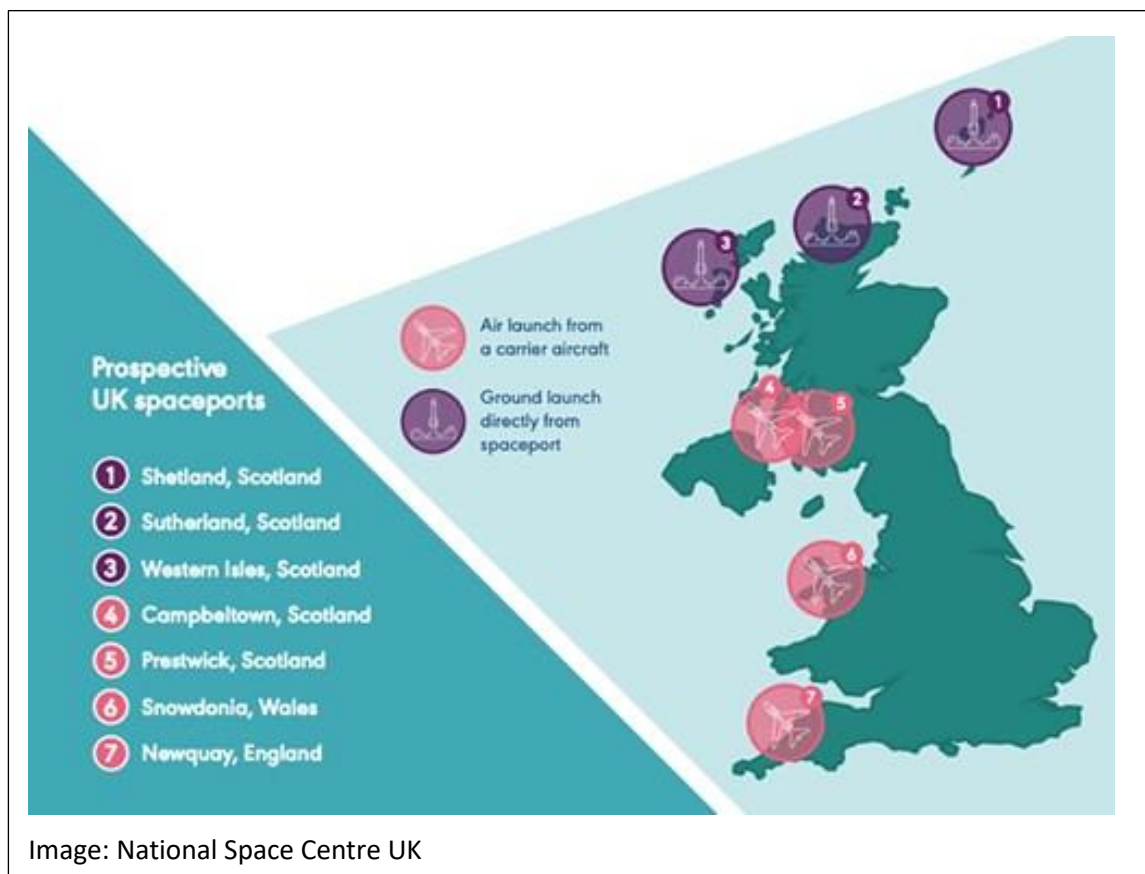 Prospective
UK spaceports
1 Shetland, Scotland
2 Sutherland, Scotland
3 Western Isles, Scotland
4 Campbeltown, Scotland
5 Prestwick, Scotland
6 Snowdonia, Wales
7 Newquay, England
Air launch from
a carrier aircraft
Ground launch
directly from
spaceport
1
2
3
4
5
6
7
Image: National Space Centre UK